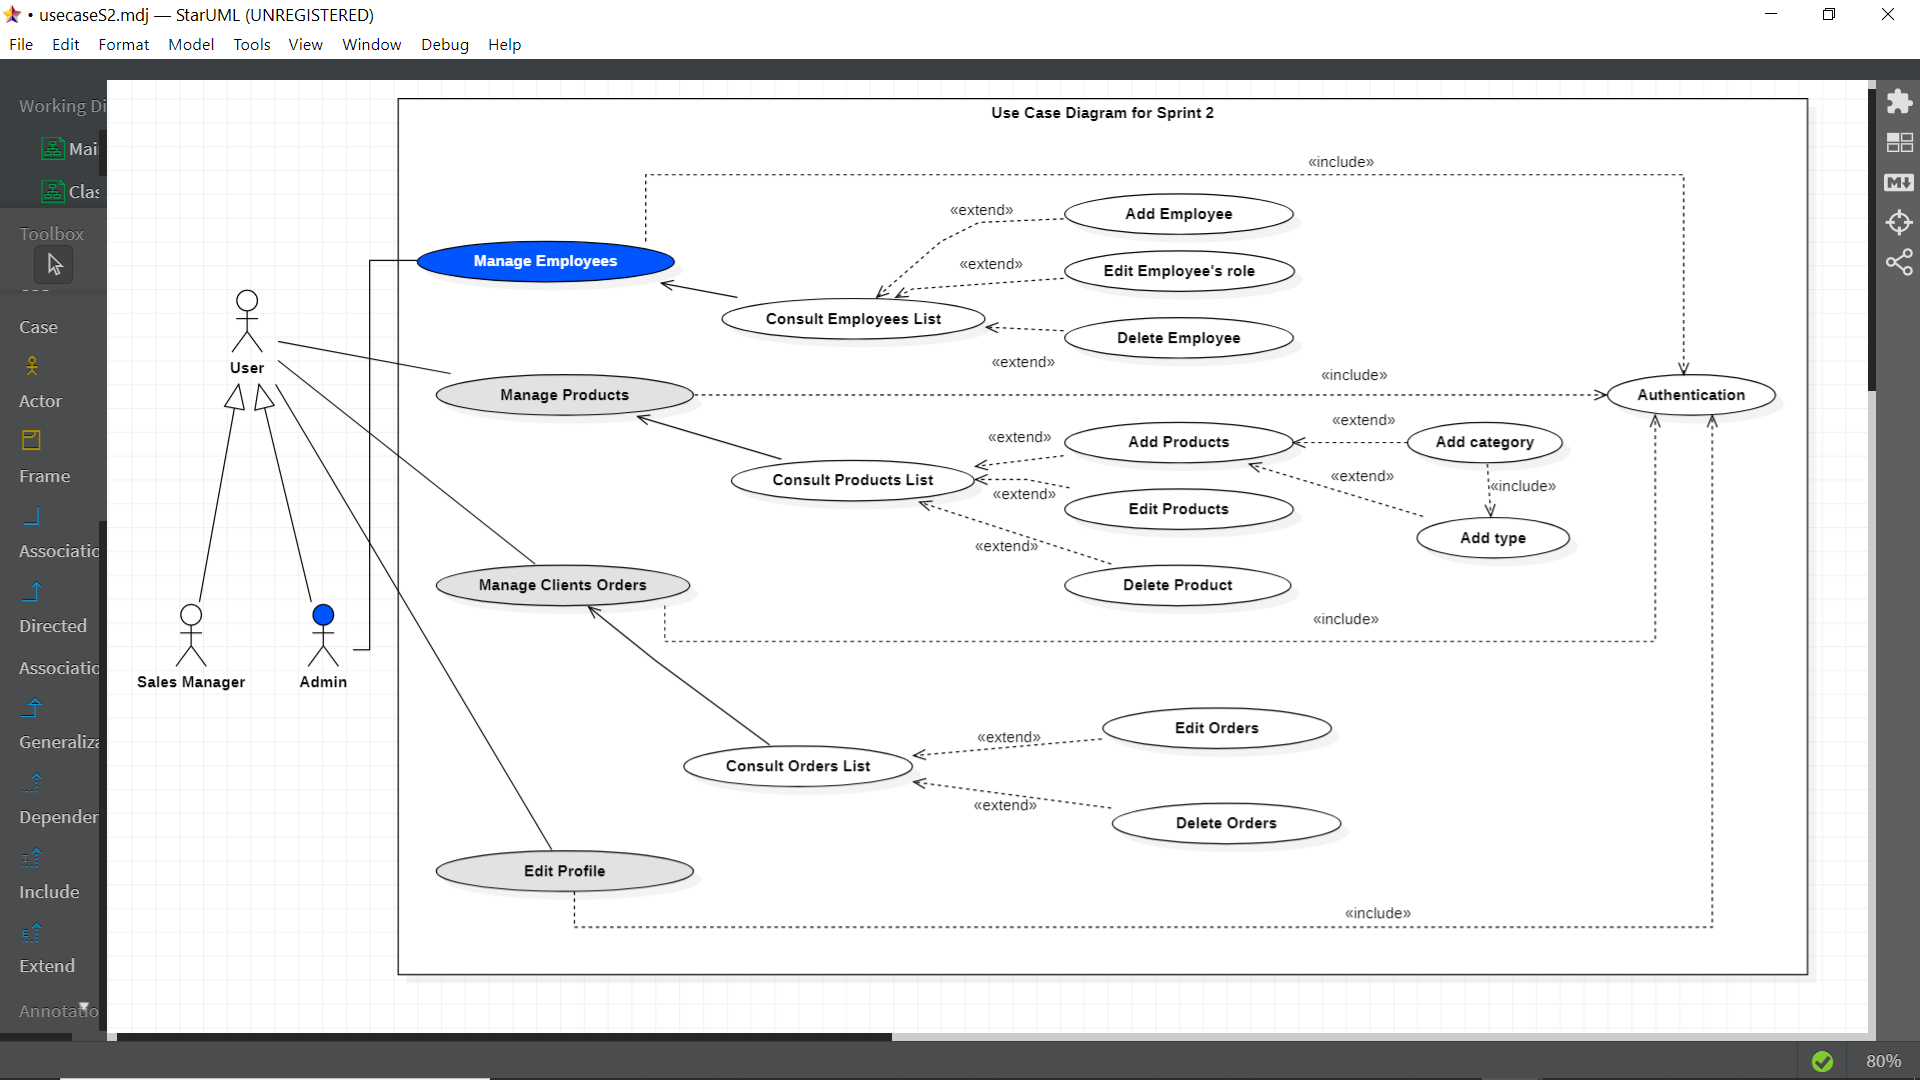 • usecaseS2.mdj — StarUML (UNREGISTERED)
File Edit Format Model Tools View Window Debug Help
Working Di
Mai
Clas
Toolbox
Case
Actor
Frame
Associatio
Directed
Associatio
Generaliza
Depender
Include
Extend
Annotatio
Use Case Diagram for Sprint 2
«include»
«extend»
Add Employee
Manage Employees
«extend»
Edit Employee's role
Consult Employees List
Delete Employee
«extend»
User
«include»
Manage Products
Authentication
«extend»
«extend»
Add Products
Add category
Consult Products List
«extend»
«include»
«extend»
Edit Products
«extend»
Add type
Manage Clients Orders
Delete Product
«include»
Sales Manager
Admin
«extend»
Edit Orders
Consult Orders List
«extend»
Delete Orders
Edit Profile
«include»
M
80%